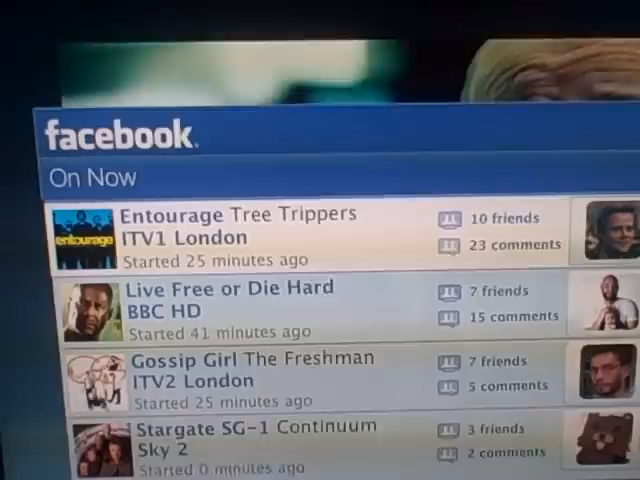 facebook.
On Now
entourage
Entourage Tree Trippers
ITV1 London
Started 25 minutes ago
10 friends
23 comments
Live Free or Die Hard
BBC HD
Started 41 minutes ago
7 friends
15 comments
Gossip Girl The Freshman
ITV2 London
Started 25 minutes ago
7 friends
5 comments
Stargate SG-1 Continuum
Sky 2
Started 0 minutes ago
3 friends
2 comments